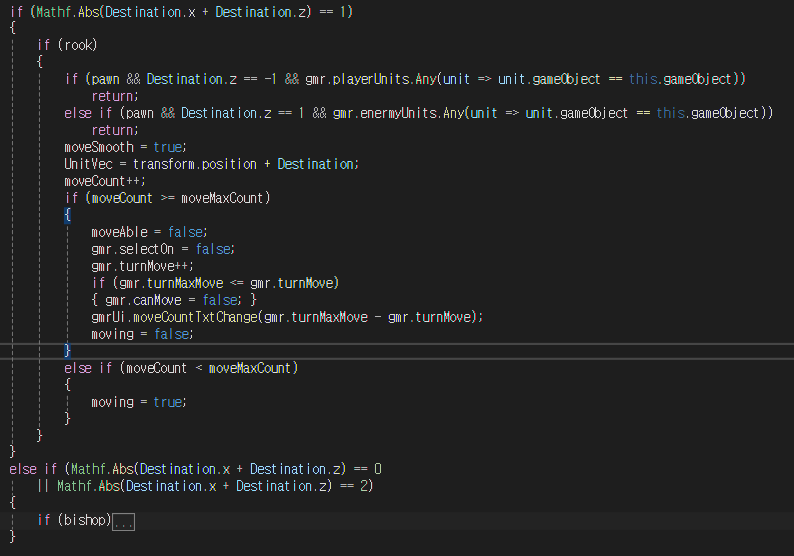 if (Mathf.Abs(Destination.x + Destination.z) == 1)
{
if (rook)
{
if (pawn && Destination.z == -1 && gmr.playerUnits.Any(unit => unit.gameObject == this.gameObject))
return;
else if (pawn && Destination.z == 1 && gmr.enemyUnits.Any(unit => unit.gameObject == this.gameObject))
return;
moveSmooth = true;
UnitVec = transform.position + Destination;
moveCount++;
if (moveCount >= moveMaxCount)
{
moveAble = false;
gmr.selectOn = false;
gmr.turnMove++;
if (gmr.turnMaxMove <= gmr.turnMove)
{ gmr.canMove = false; }
gmrUi.moveCountTxtChange(gmr.turnMaxMove - gmr.turnMove);
moving = false;
}
else if (moveCount < moveMaxCount)
{
moving = true;
}
}
}
else if (Mathf.Abs(Destination.x + Destination.z) == 0
|| Mathf.Abs(Destination.x + Destination.z) == 2)
{
if (bishop)...
}